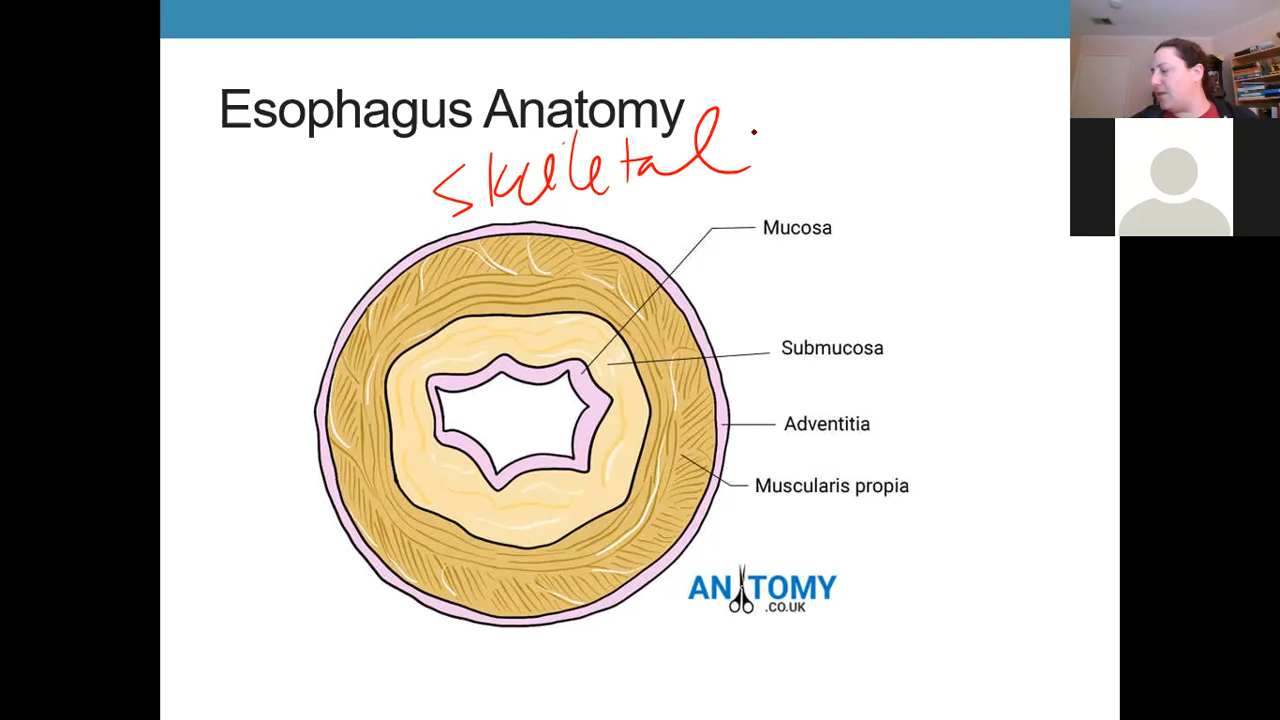 Esophagus Anatomy
skeletal
Mucosa
Submucosa
Adventitia
Muscularis propia
ANATOMY
.CO.UK